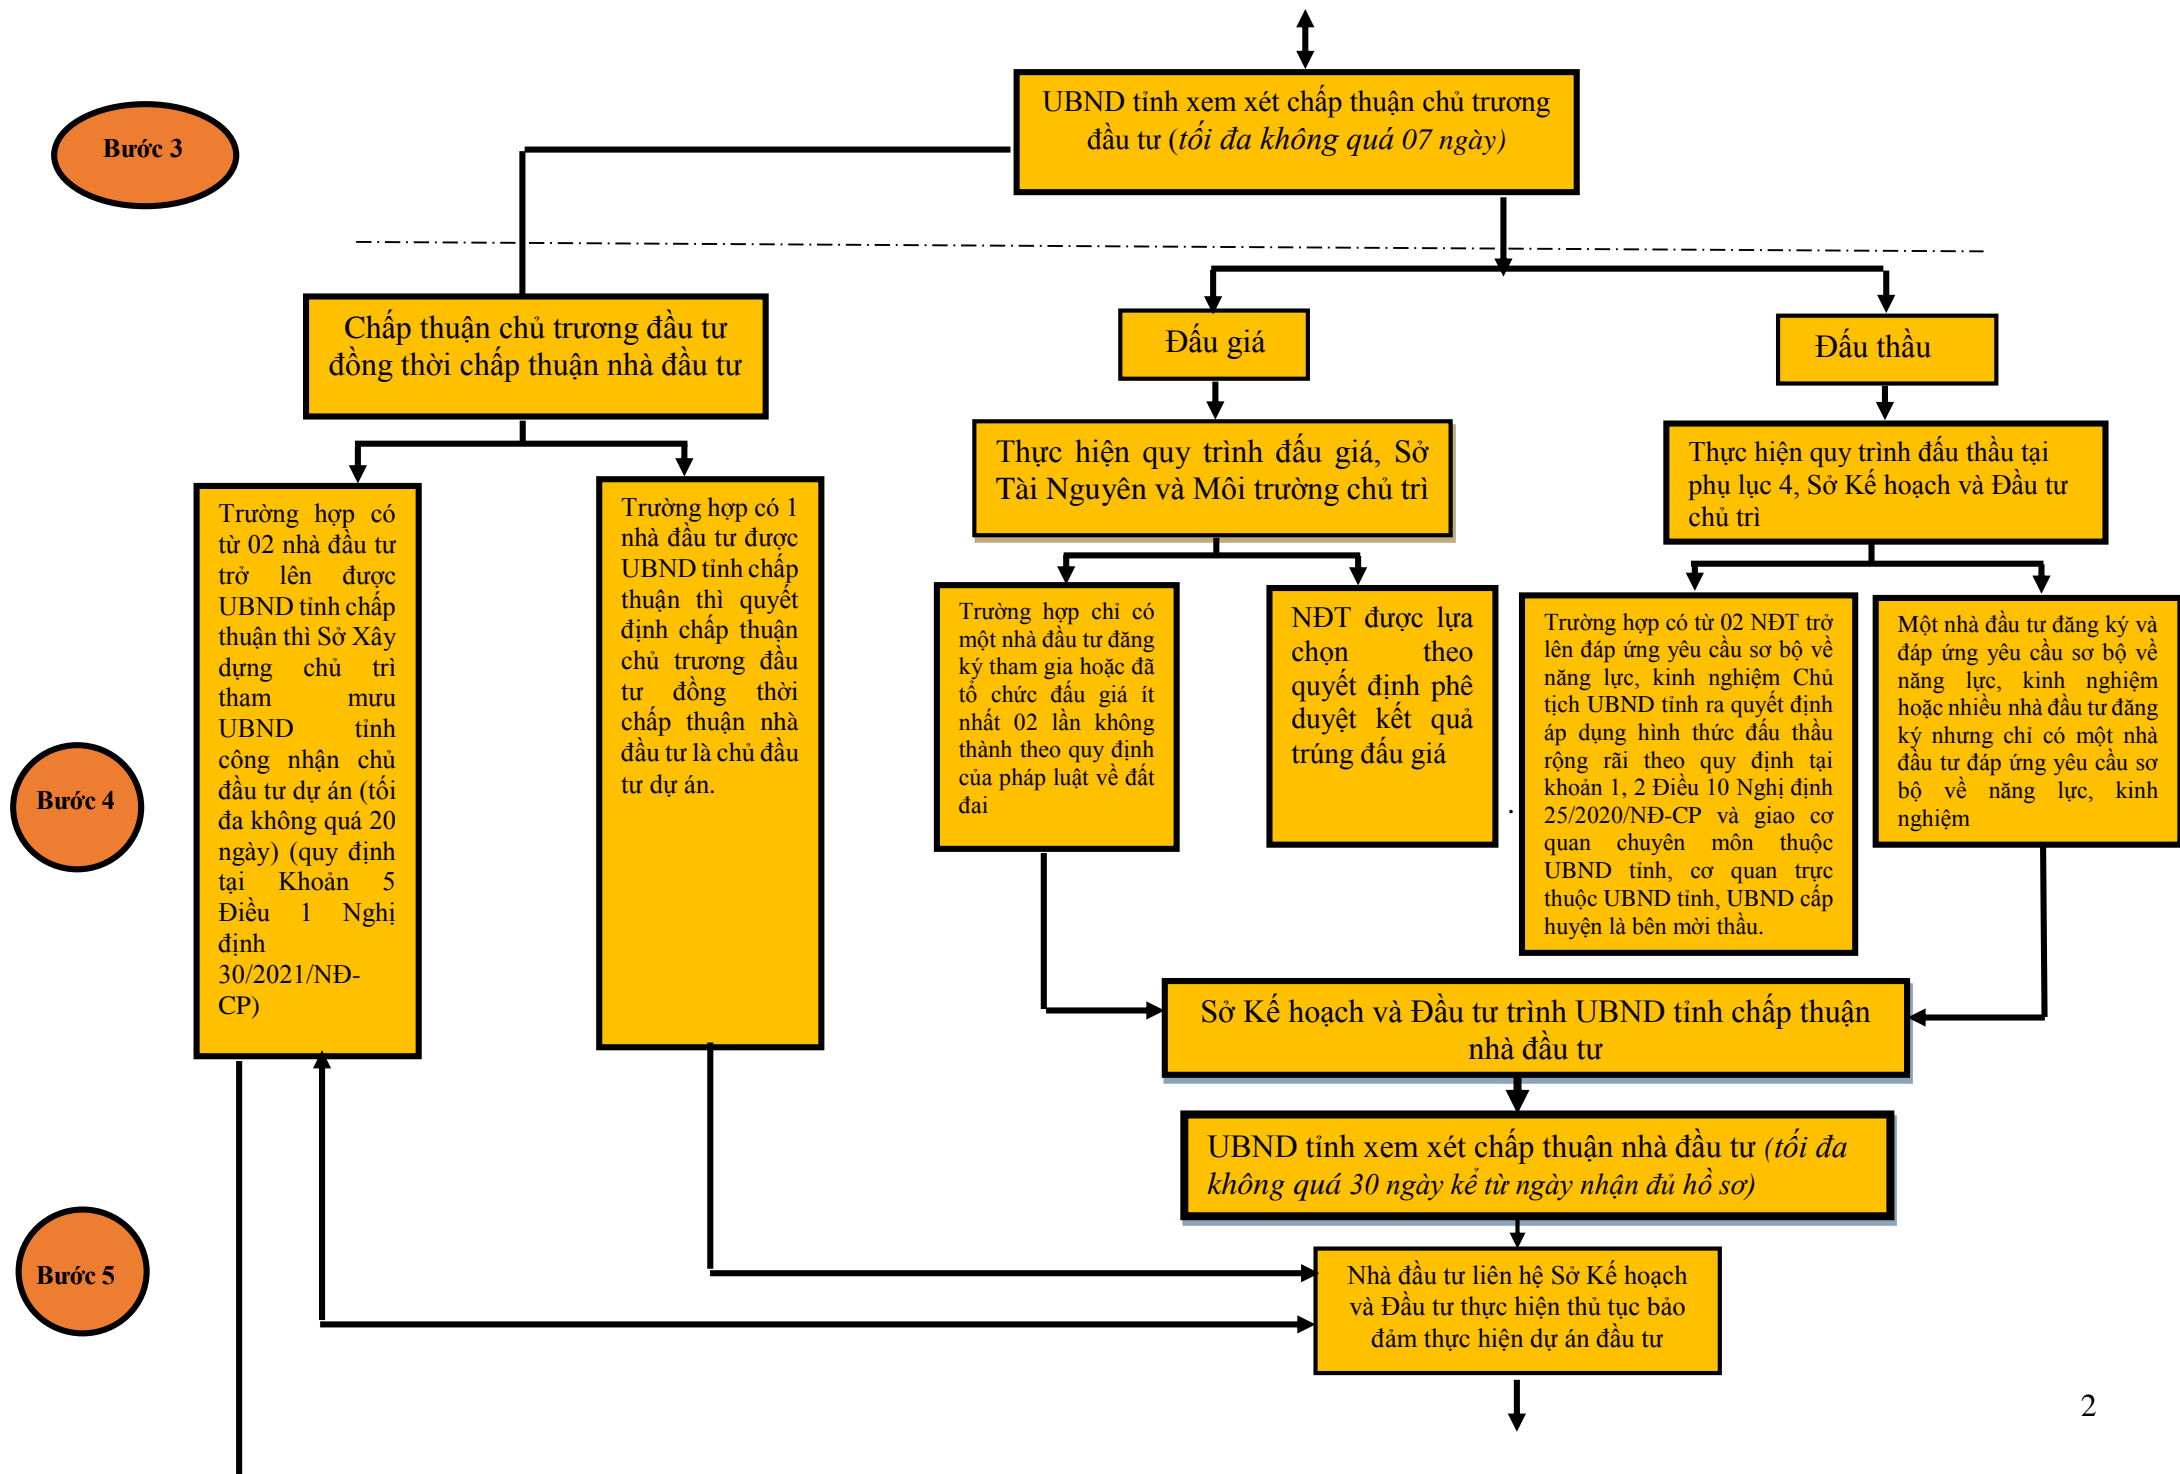 UBND tỉnh xem xét chấp thuận chủ trương
đầu tư (tối đa không quá 07 ngày)
Bước 3
Chấp thuận chủ trương đầu tư
đồng thời chấp thuận nhà đầu tư
Đấu giá
Đấu thầu
Thực hiện quy trình đấu giá, Sở
Tài Nguyên và Môi trường chủ trì
Thực hiện quy trình đấu thầu tại
phụ lục 4, Sở Kế hoạch và Đầu tư
chủ trì
Trường hợp có
từ 02 nhà đầu tư
trở lên được
UBND tỉnh chấp
thuận thì Sở Xây
dựng chủ trì
tham mưu
UBND tỉnh
công nhận chủ
đầu tư dự án (tối
đa không quá 20
ngày) (quy định
tại Khoản 5
Điều 1 Nghị
định
30/2021/NĐ-
CP)
Trường hợp có 1
nhà đầu tư được
UBND tỉnh chấp
thuận thì quyết
định chấp thuận
chủ trương đầu
tư đồng thời
chấp thuận nhà
đầu tư là chủ đầu
tư dự án.
Trường hợp chỉ có
một nhà đầu tư đăng
ký tham gia hoặc đã
tổ chức đấu giá ít
nhất 02 lần không
thành theo quy định
của pháp luật về đất
đai
NĐT được lựa
chọn theo
quyết định phê
duyệt kết quả
trúng đấu giá
.
Trường hợp có từ 02 NĐT trở
lên đáp ứng yêu cầu sơ bộ về
năng lực, kinh nghiệm Chủ
tịch UBND tỉnh ra quyết định
áp dụng hình thức đấu thầu
rộng rãi theo quy định tại
khoản 1, 2 Điều 10 Nghị định
25/2020/NĐ-CP và giao cơ
quan chuyên môn thuộc
UBND tỉnh, cơ quan trực
thuộc UBND tỉnh, UBND cấp
huyện là bên mời thầu.
Một nhà đầu tư đăng ký và
đáp ứng yêu cầu sơ bộ về
năng lực, kinh nghiệm
hoặc nhiều nhà đầu tư đăng
ký nhưng chỉ có một nhà
đầu tư đáp ứng yêu cầu sơ
bộ về năng lực, kinh
nghiệm
Bước 4
Sở Kế hoạch và Đầu tư trình UBND tỉnh chấp thuận
nhà đầu tư
UBND tỉnh xem xét chấp thuận nhà đầu tư (tối đa
không quá 30 ngày kể từ ngày nhận đủ hồ sơ)
Bước 5
Nhà đầu tư liên hệ Sở Kế hoạch
và Đầu tư thực hiện thủ tục bảo
đảm thực hiện dự án đầu tư
2